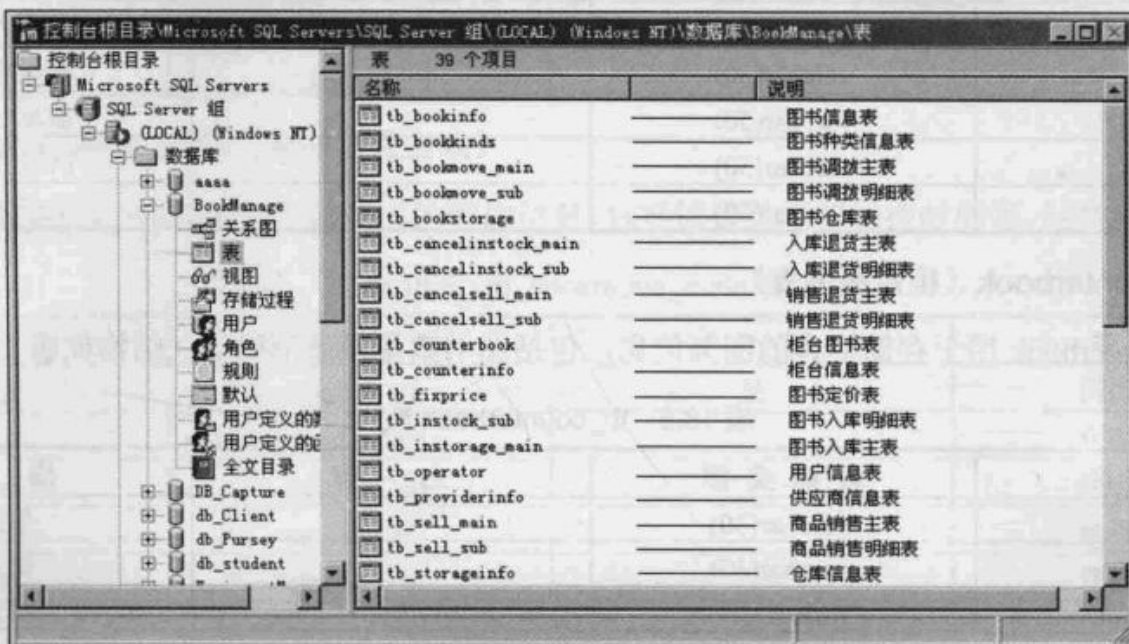 控制台根目录\Microsoft SQL Servers\SQL Server 组\(LOCAL) (Windows NT)\数据库\BookManage\表
控制台根目录
Microsoft SQL Servers
SQL Server 组
(LOCAL) (Windows NT)
数据库
aaaa
BookManage
关系图
表
视图
存储过程
用户
角色
规则
默认
用户定义的
用户定义的
全文目录
DB_Capture
db_Client
db_Pursey
db_student
表 39 个项目
名称 说明
tb_bookinfo 图书信息表
tb_bookkinds 图书种类信息表
tb_bookmove_main 图书调拨主表
tb_bookmove_sub 图书调拨明细表
tb_bookstorage 图书仓库表
tb_cancelinstock_main 入库退货主表
tb_cancelinstock_sub 入库退货明细表
tb_cancelsell_main 销售退货主表
tb_cancelsell_sub 销售退货明细表
tb_counterbook 柜台图书表
tb_counterinfo 柜台信息表
tb_fixprice 图书定价表
tb_instock_sub 图书入库明细表
tb_instorage_main 图书入库主表
tb_operator 用户信息表
tb_providerinfo 供应商信息表
tb_sell_main 商品销售主表
tb_sell_sub 商品销售明细表
tb_storageinfo 仓库信息表